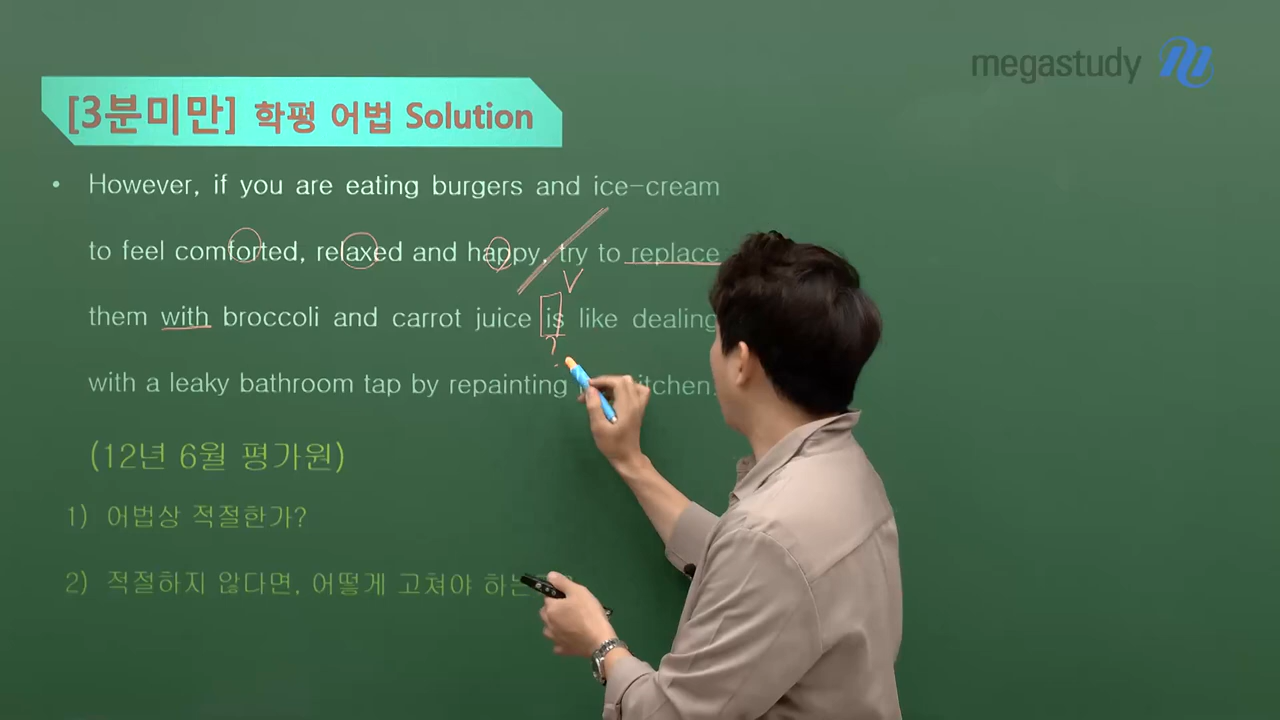 megastudy
[3분미만] 학평 어법 Solution
• However, if you are eating burgers and ice-cream
to feel comforted, relaxed and happy, try to replace
V
them with broccoli and carrot juice is like dealing
?
with a leaky bathroom tap by repainting
(12년 6월 평가원)
1) 어법상 적절한가?
2) 적절하지 않다면, 어떻게 고쳐야